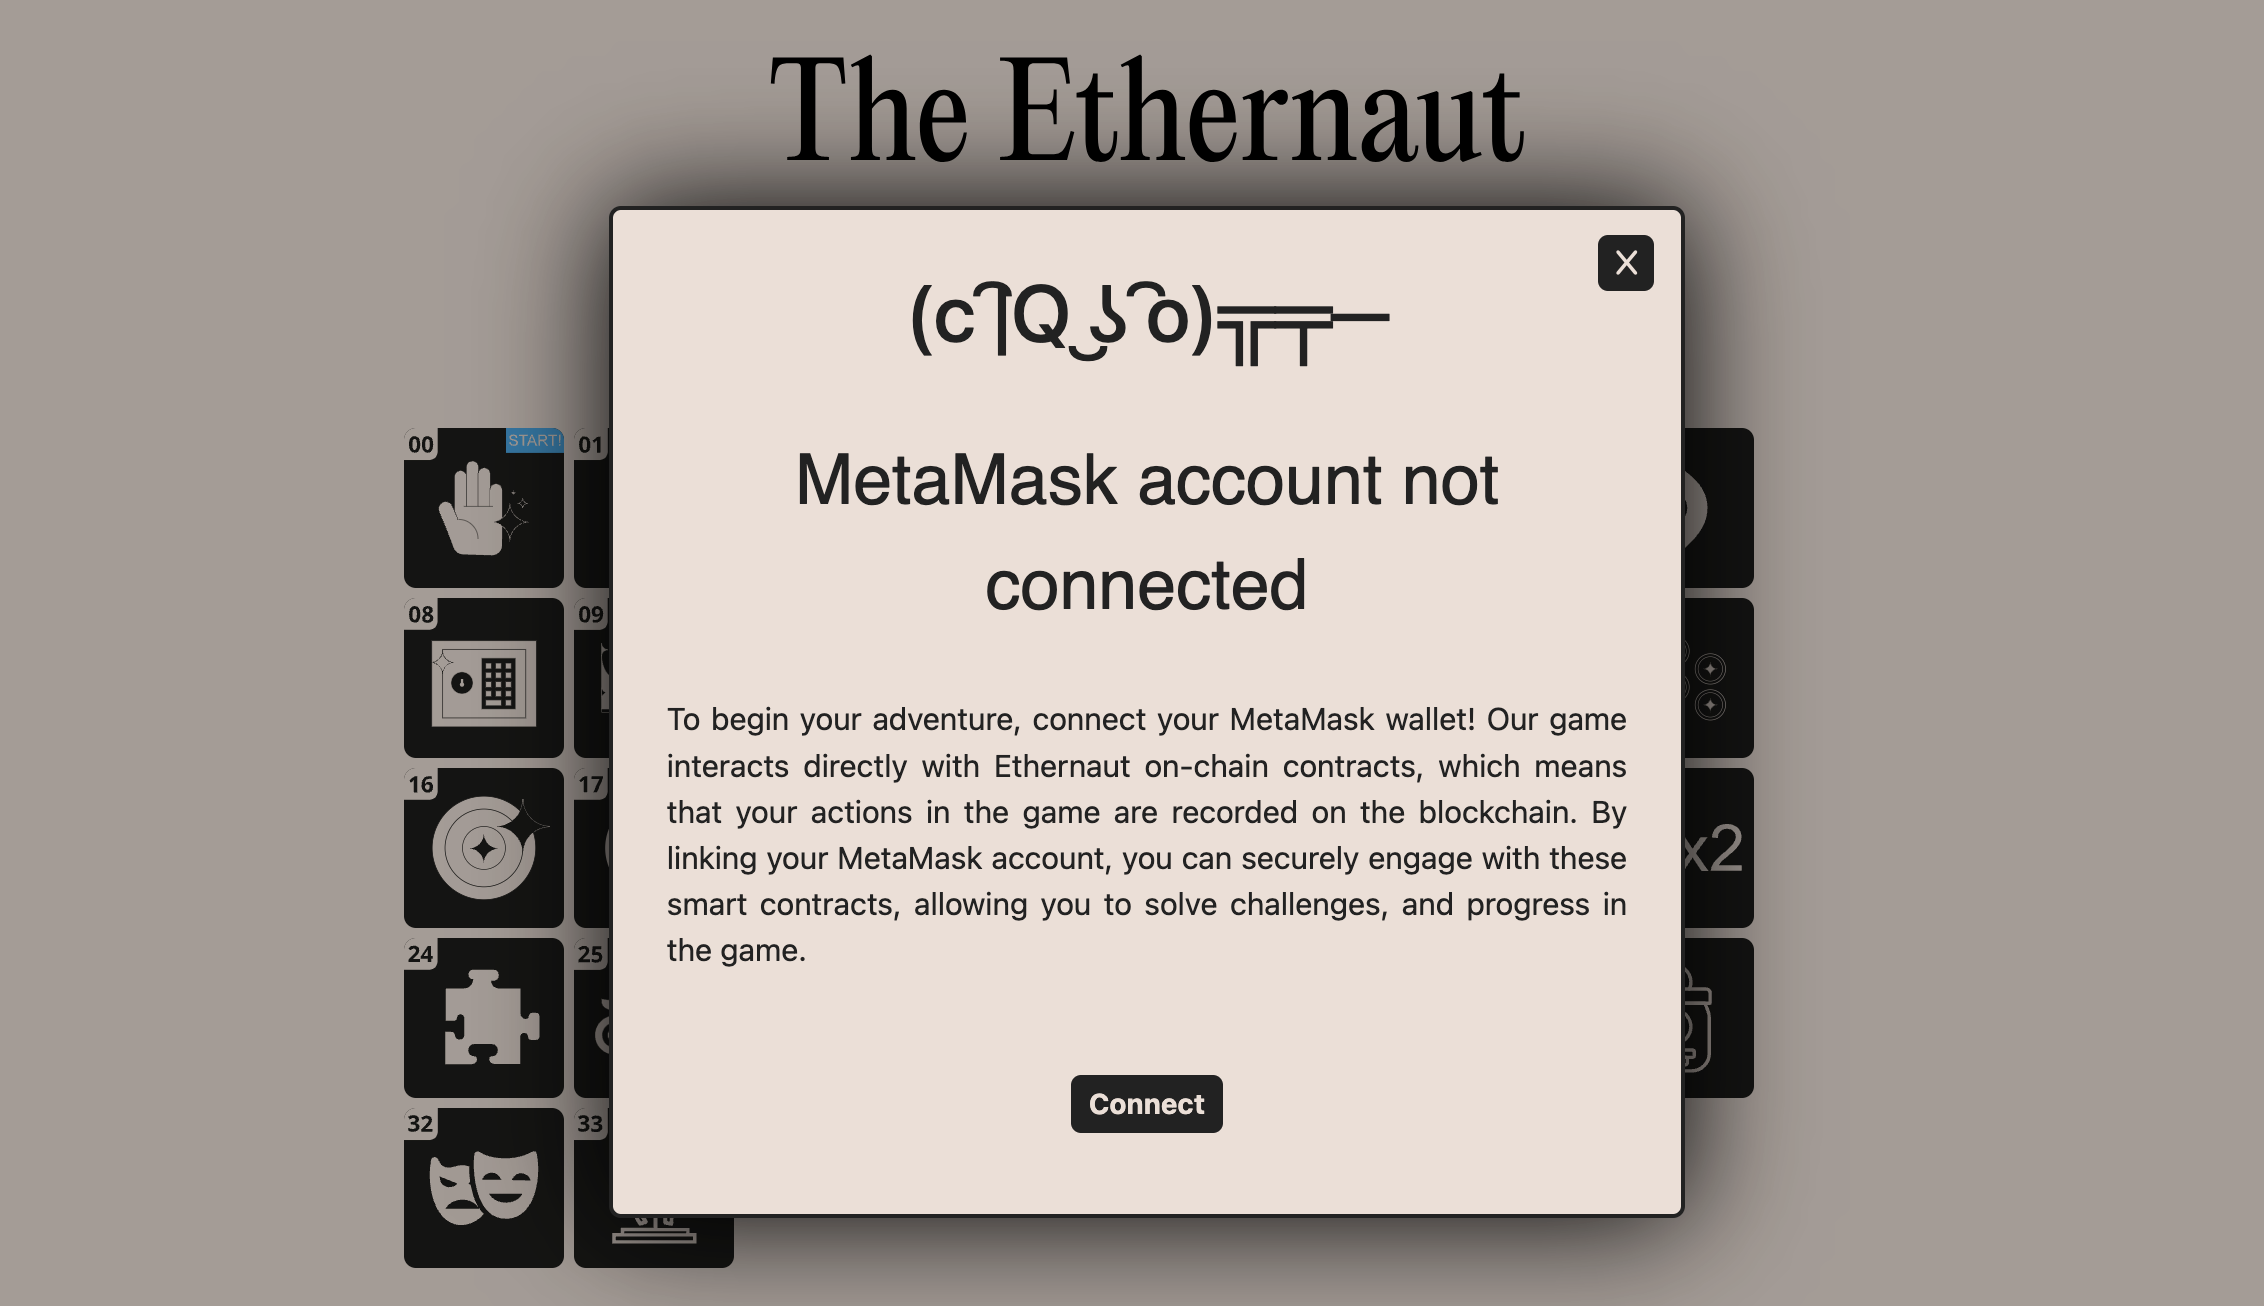 The Ethernaut
X
(c ͡ʃQ ͜ʖ ͡o)╤╦╤─
MetaMask account not
connected
To begin your adventure, connect your MetaMask wallet! Our game
interacts directly with Ethernaut on-chain contracts, which means
that your actions in the game are recorded on the blockchain. By
linking your MetaMask account, you can securely engage with these
smart contracts, allowing you to solve challenges, and progress in
the game.
Connect
00 START! 01
08 09
16 17 x2
24 25
32 33